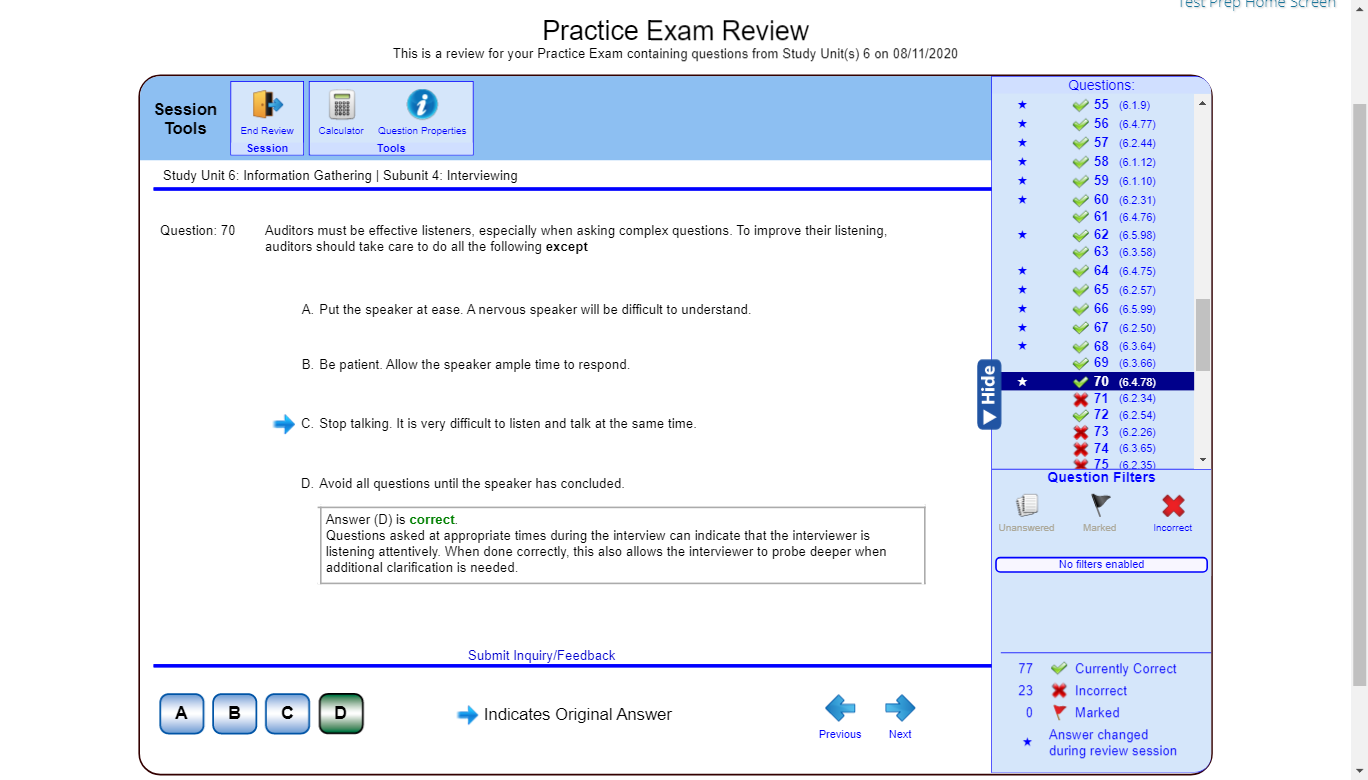 Test Prep Home Screen
Practice Exam Review
This is a review for your Practice Exam containing questions from Study Unit(s) 6 on 08/11/2020
Session
Tools
End Review
Session
Calculator
Question Properties
Tools
Study Unit 6: Information Gathering | Subunit 4: Interviewing
Question: 70
Auditors must be effective listeners, especially when asking complex questions. To improve their listening,
auditors should take care to do all the following except
A. Put the speaker at ease. A nervous speaker will be difficult to understand.
B. Be patient. Allow the speaker ample time to respond.
C. Stop talking. It is very difficult to listen and talk at the same time.
D. Avoid all questions until the speaker has concluded.
Answer (D) is correct.
Questions asked at appropriate times during the interview can indicate that the interviewer is
listening attentively. When done correctly, this also allows the interviewer to probe deeper when
additional clarification is needed.
Submit Inquiry/Feedback
A
B
C
D
Indicates Original Answer
Previous
Next
Hide
Questions:
55 (6.1.9)
56 (6.4.77)
57 (6.2.44)
58 (6.1.12)
59 (6.1.10)
60 (6.2.31)
61 (6.4.76)
62 (6.5.98)
63 (6.3.58)
64 (6.4.75)
65 (6.2.57)
66 (6.5.99)
67 (6.2.50)
68 (6.3.64)
69 (6.3.66)
70 (6.4.78)
71 (6.2.34)
72 (6.2.54)
73 (6.2.26)
74 (6.3.65)
75 (6.2.35)
Question Filters
Unanswered
Marked
Incorrect
No filters enabled
77 Currently Correct
23 Incorrect
0 Marked
Answer changed
during review session